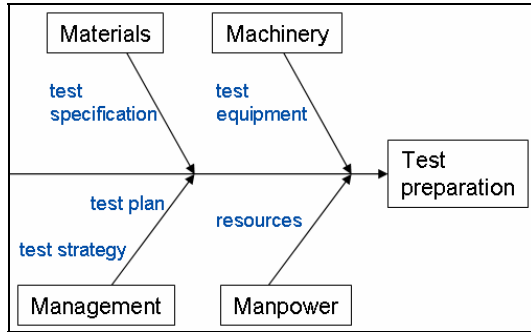 Materials
Machinery
test
specification
test
equipment
Test
preparation
test plan
test strategy
resources
Management
Manpower